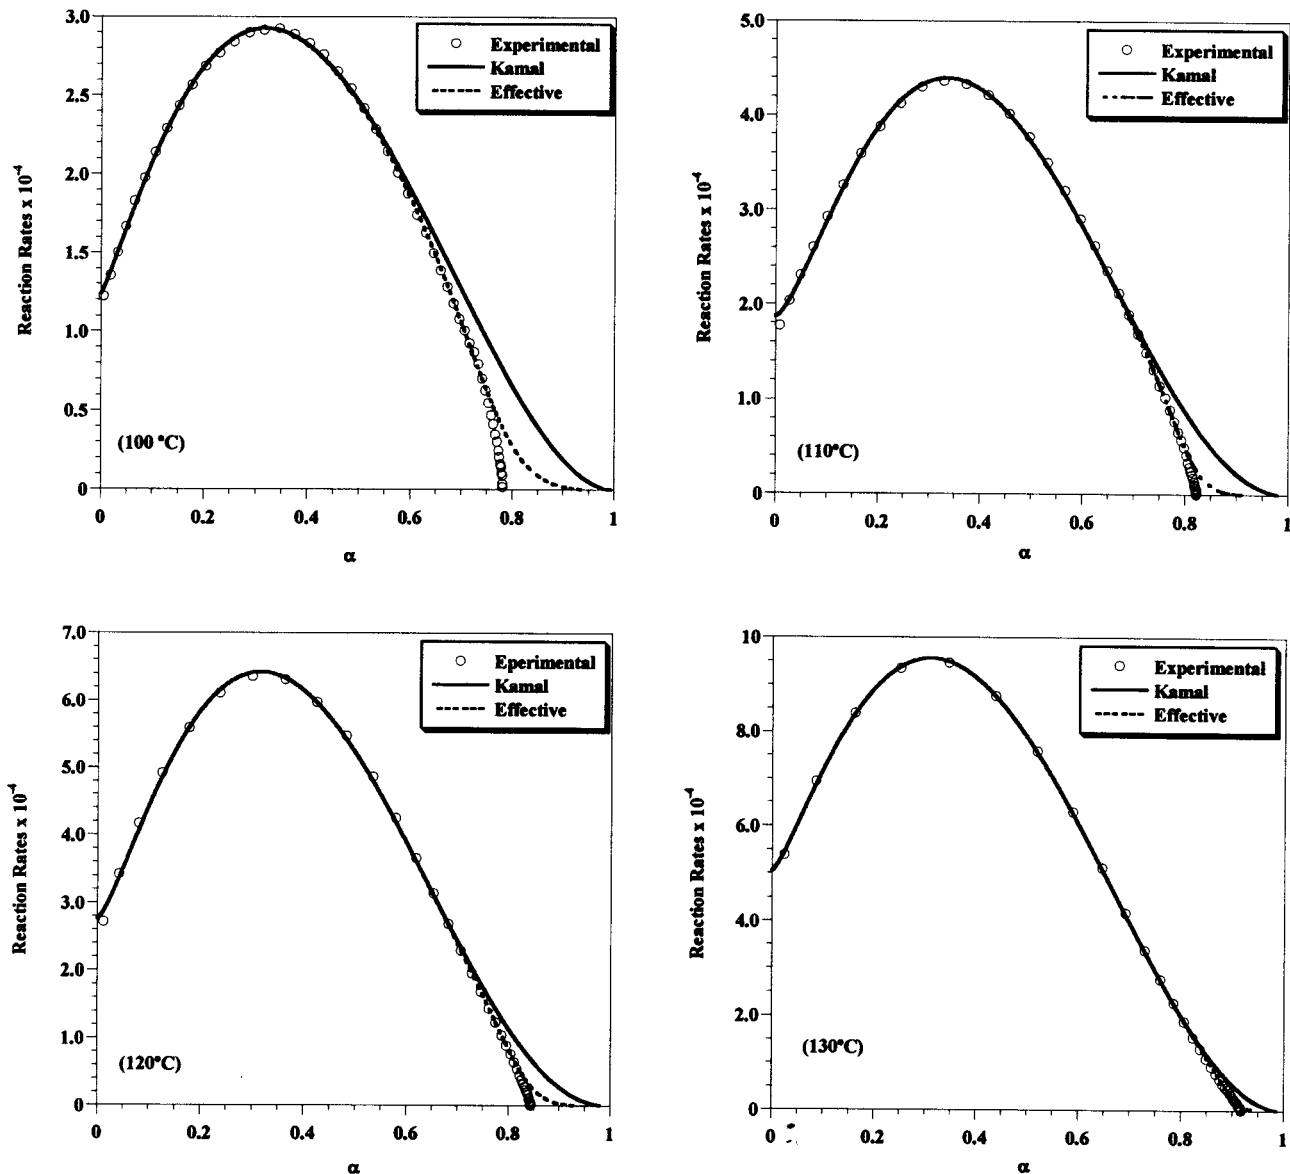 3.0
2.5
2.0
1.5
1.0
0.5
0
Reaction Rates x 10⁻⁴
Experimental
Kamal
Effective
(100 °C)
0 0.2 0.4 0.6 0.8 1
α
5.0
4.0
3.0
2.0
1.0
0
Reaction Rates x 10⁻⁴
Experimental
Kamal
Effective
(110°C)
0 0.2 0.4 0.6 0.8 1
α
7.0
6.0
5.0
4.0
3.0
2.0
1.0
0
Reaction Rates x 10⁻⁴
Eperimental
Kamal
Effective
(120°C)
0 0.2 0.4 0.6 0.8 1
α
10
8.0
6.0
4.0
2.0
0
Reaction Rates x 10⁻⁴
Experimental
Kamal
Effective
(130°C)
0 0.2 0.4 0.6 0.8 1
α